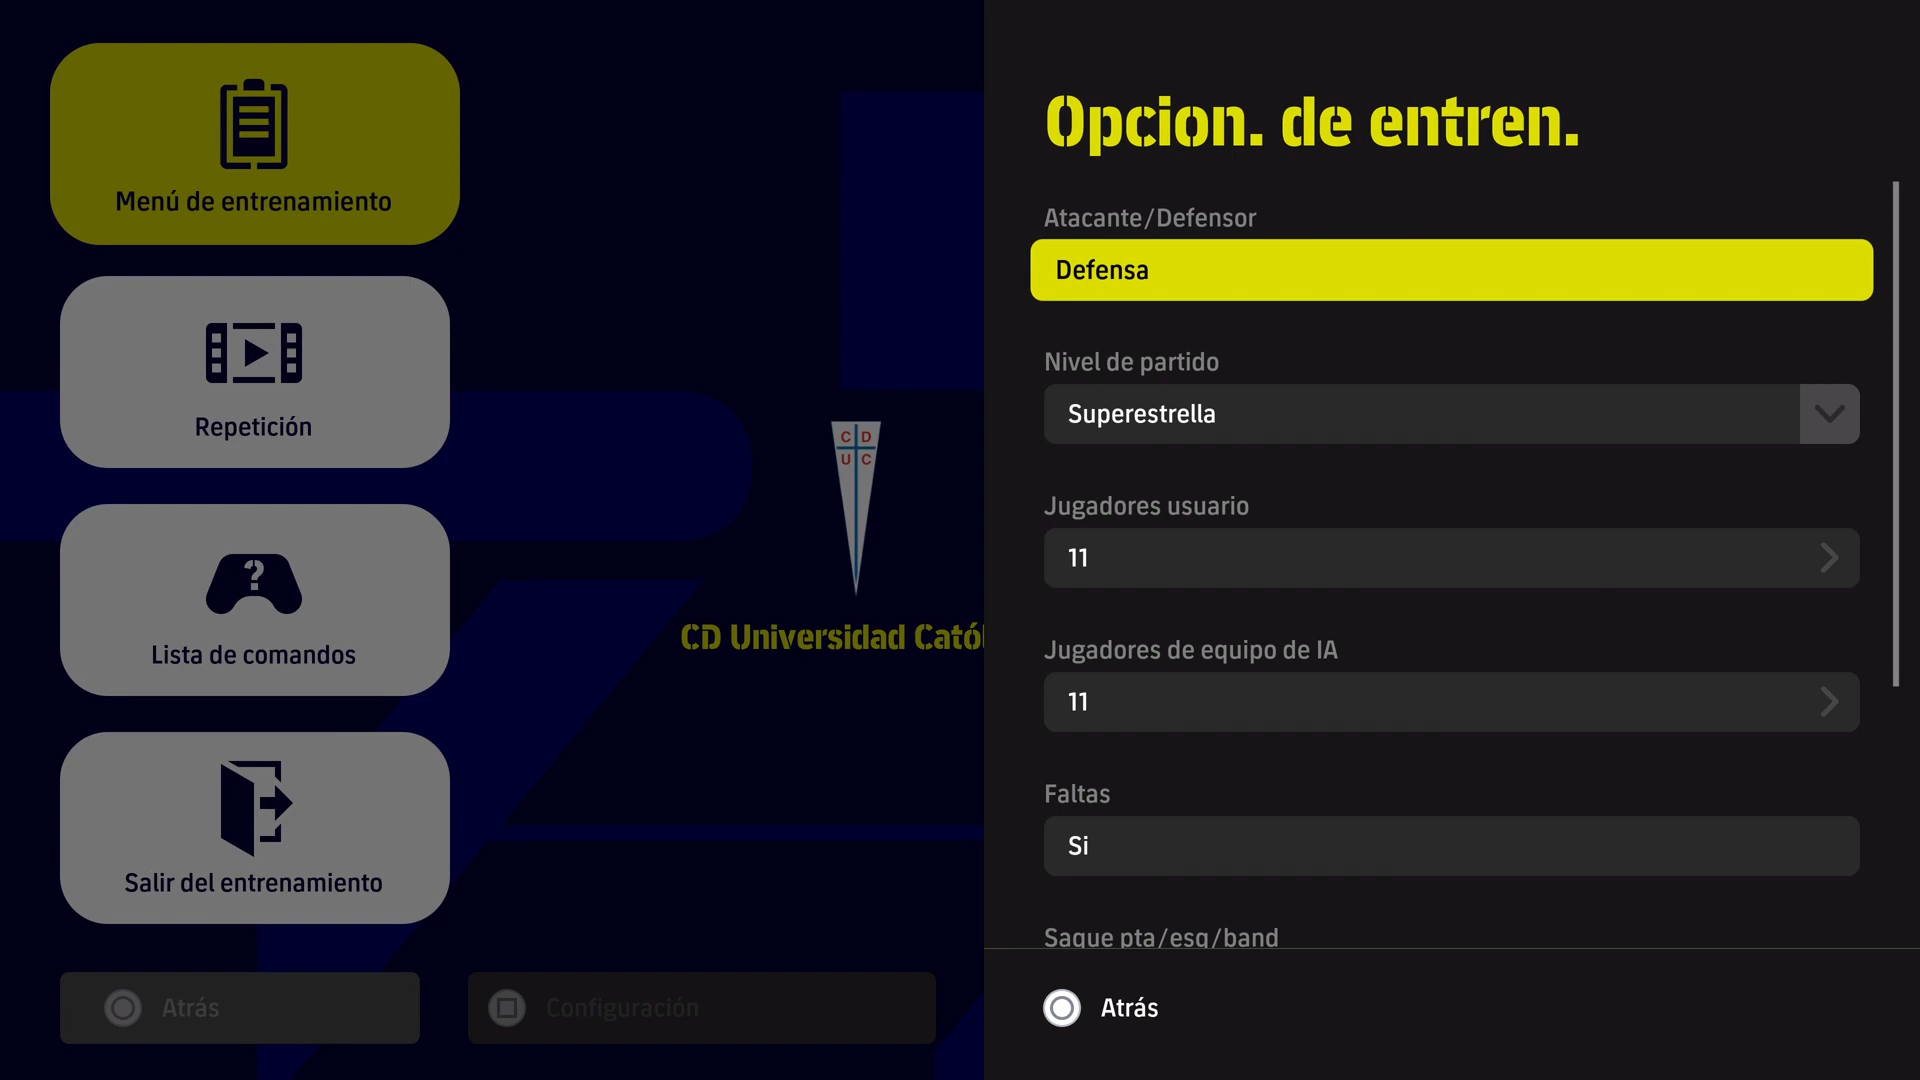 Menú de entrenamiento
Repetición
?
Lista de comandos
Salir del entrenamiento
Atrás
Configuración
C D
U C
CD Universidad Catól
Opcion. de entren.
Atacante/Defensor
Defensa
Nivel de partido
Superestrella
Jugadores usuario
11
Jugadores de equipo de IA
11
Faltas
Si
Saque pta/esq/band
Atrás